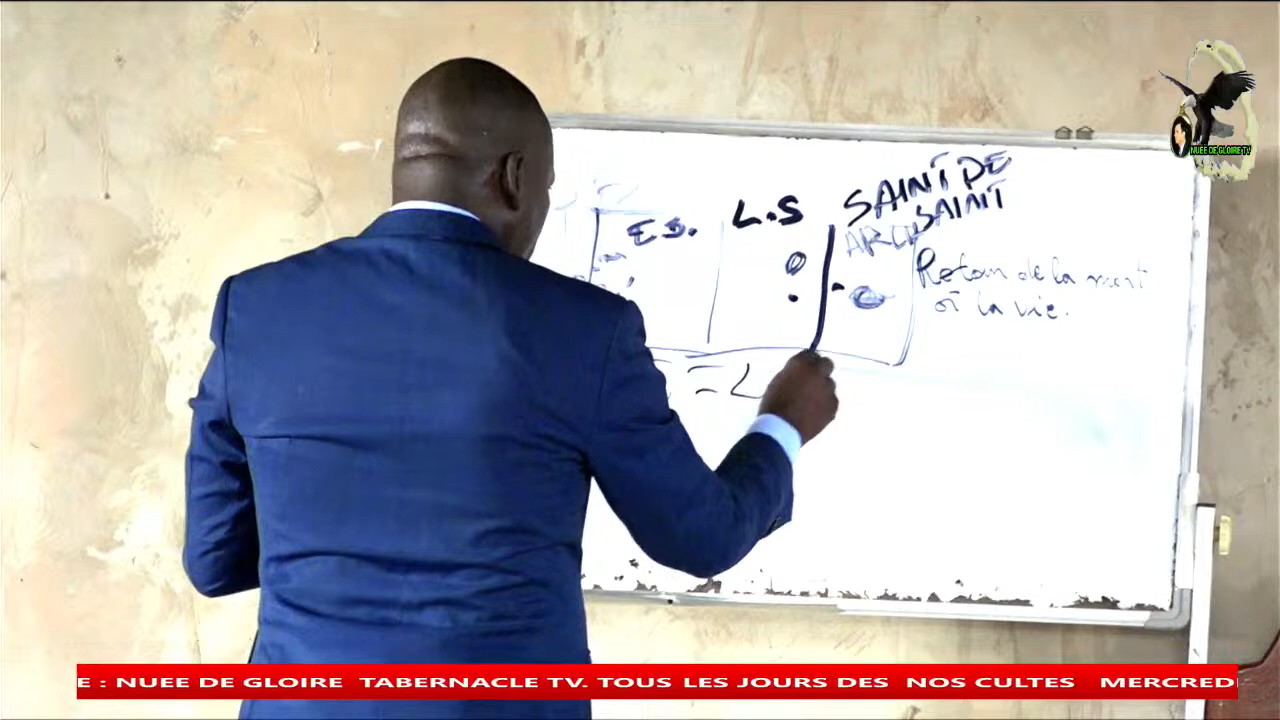 NUEE DE GLOIRE TV
SAINT DE
SAINT
E S.
L.S
ARCH
Retour de la mort
à la vie.
= L
E : NUEE DE GLOIRE TABERNACLE TV. TOUS LES JOURS DES NOS CULTES MERCREDI